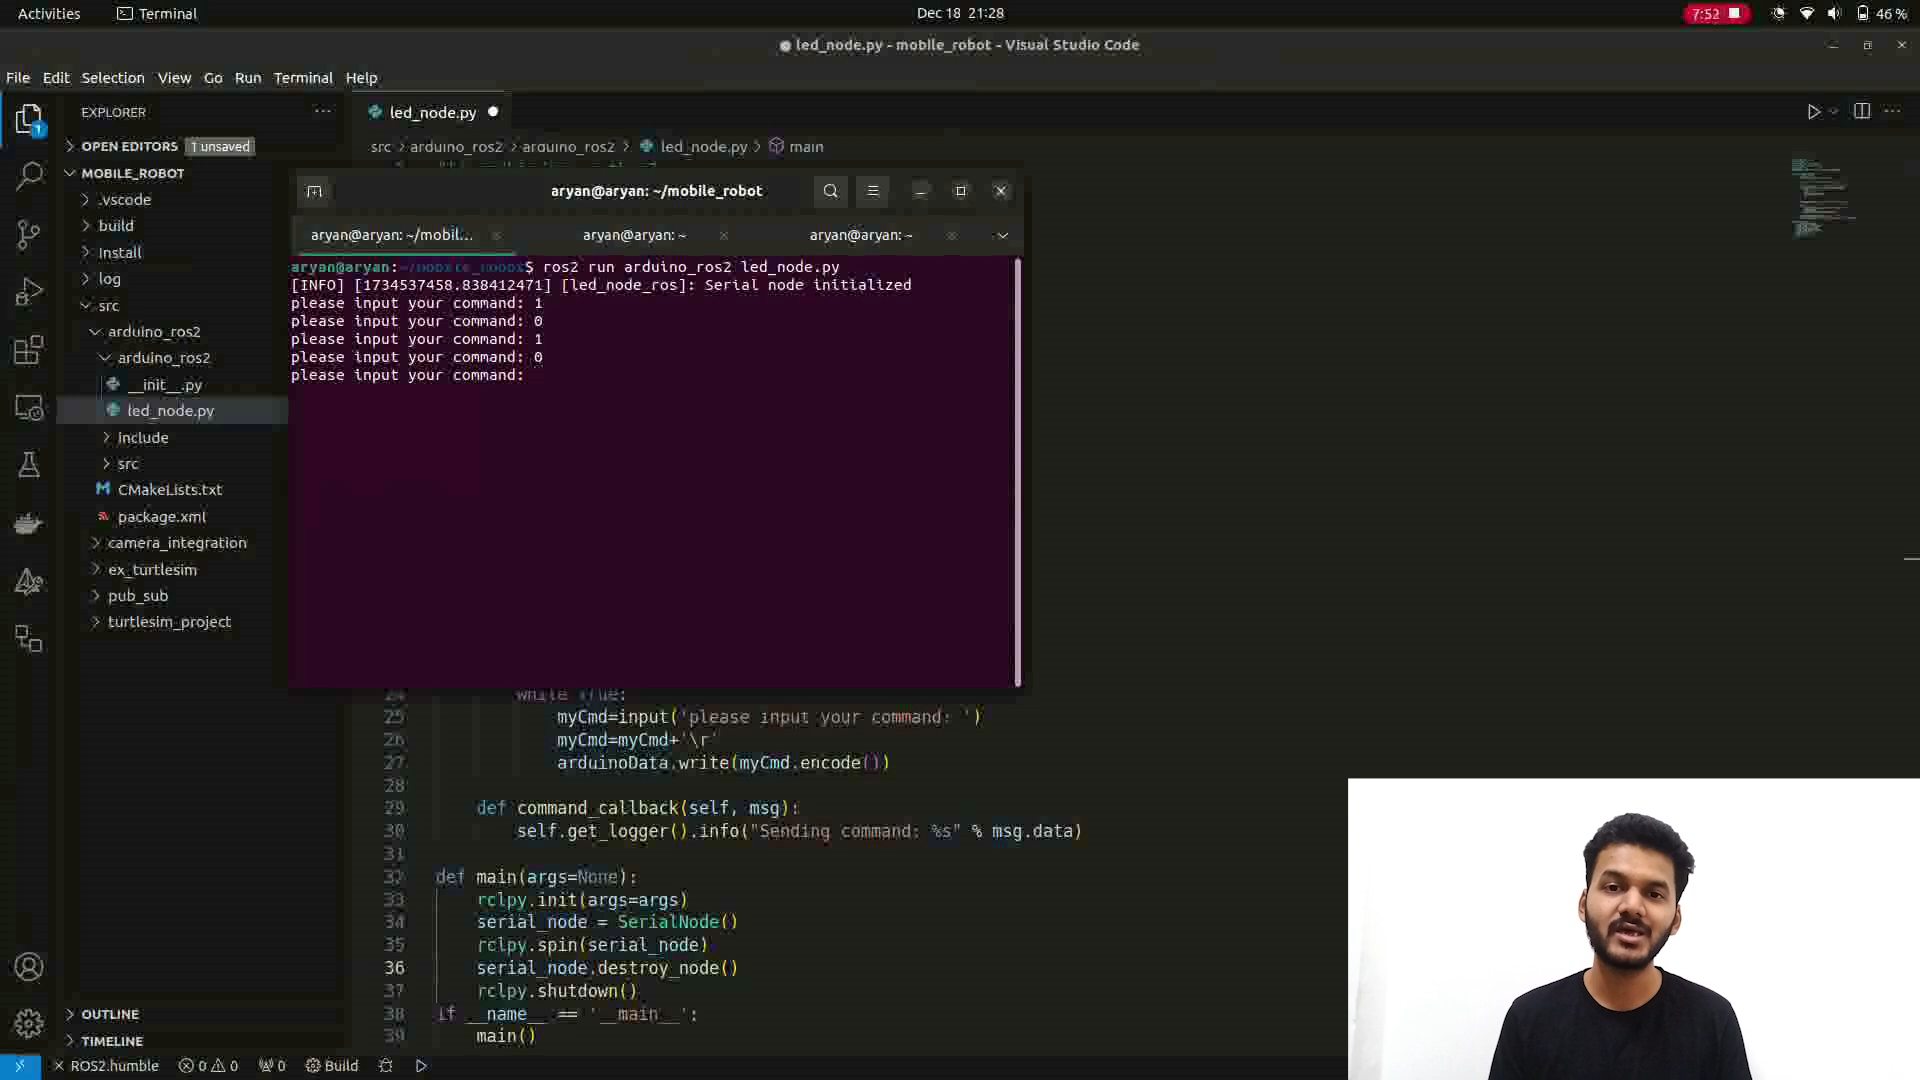 Activities
Terminal
Dec 18 21:28
7:52
46 %
led_node.py - mobile_robot - Visual Studio Code
File Edit Selection View Go Run Terminal Help
EXPLORER
led_node.py
OPEN EDITORS 1 unsaved
src > arduino_ros2 > arduino_ros2 > led_node.py > main
MOBILE_ROBOT
.vscode
build
install
log
src
arduino_ros2
arduino_ros2
__init__.py
led_node.py
include
src
CMakeLists.txt
package.xml
camera_integration
ex_turtlesim
pub_sub
turtlesim_project
OUTLINE
TIMELINE
aryan@aryan: ~/mobile_robot
aryan@aryan: ~/mobil...
aryan@aryan: ~
aryan@aryan: ~
aryan@aryan:~/mobile_robot$ ros2 run arduino_ros2 led_node.py
[INFO] [1734537458.838412471] [led_node_ros]: Serial node initialized
please input your command: 1
please input your command: 0
please input your command: 1
please input your command: 0
please input your command:
24 while True:
25 myCmd=input('please input your command: ')
26 myCmd=myCmd+'\r'
27 arduinoData.write(myCmd.encode())
28
29 def command_callback(self, msg):
30 self.get_logger().info("Sending command: %s" % msg.data)
31
32 def main(args=None):
33 rclpy.init(args=args)
34 serial_node = SerialNode()
35 rclpy.spin(serial_node)
36 serial_node.destroy_node()
37 rclpy.shutdown()
38 if __name__ == '__main__':
39 main()
ROS2.humble 0 0 0 Build